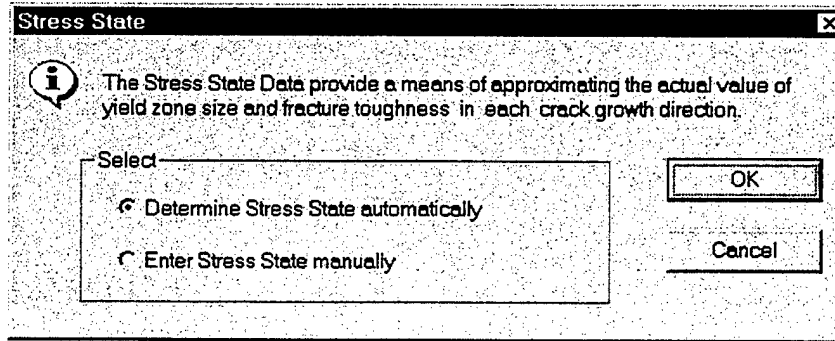 Stress State
The Stress State Data provide a means of approximating the actual value of
yield zone size and fracture toughness in each crack growth direction.
Select
Determine Stress State automatically
Enter Stress State manually
OK
Cancel